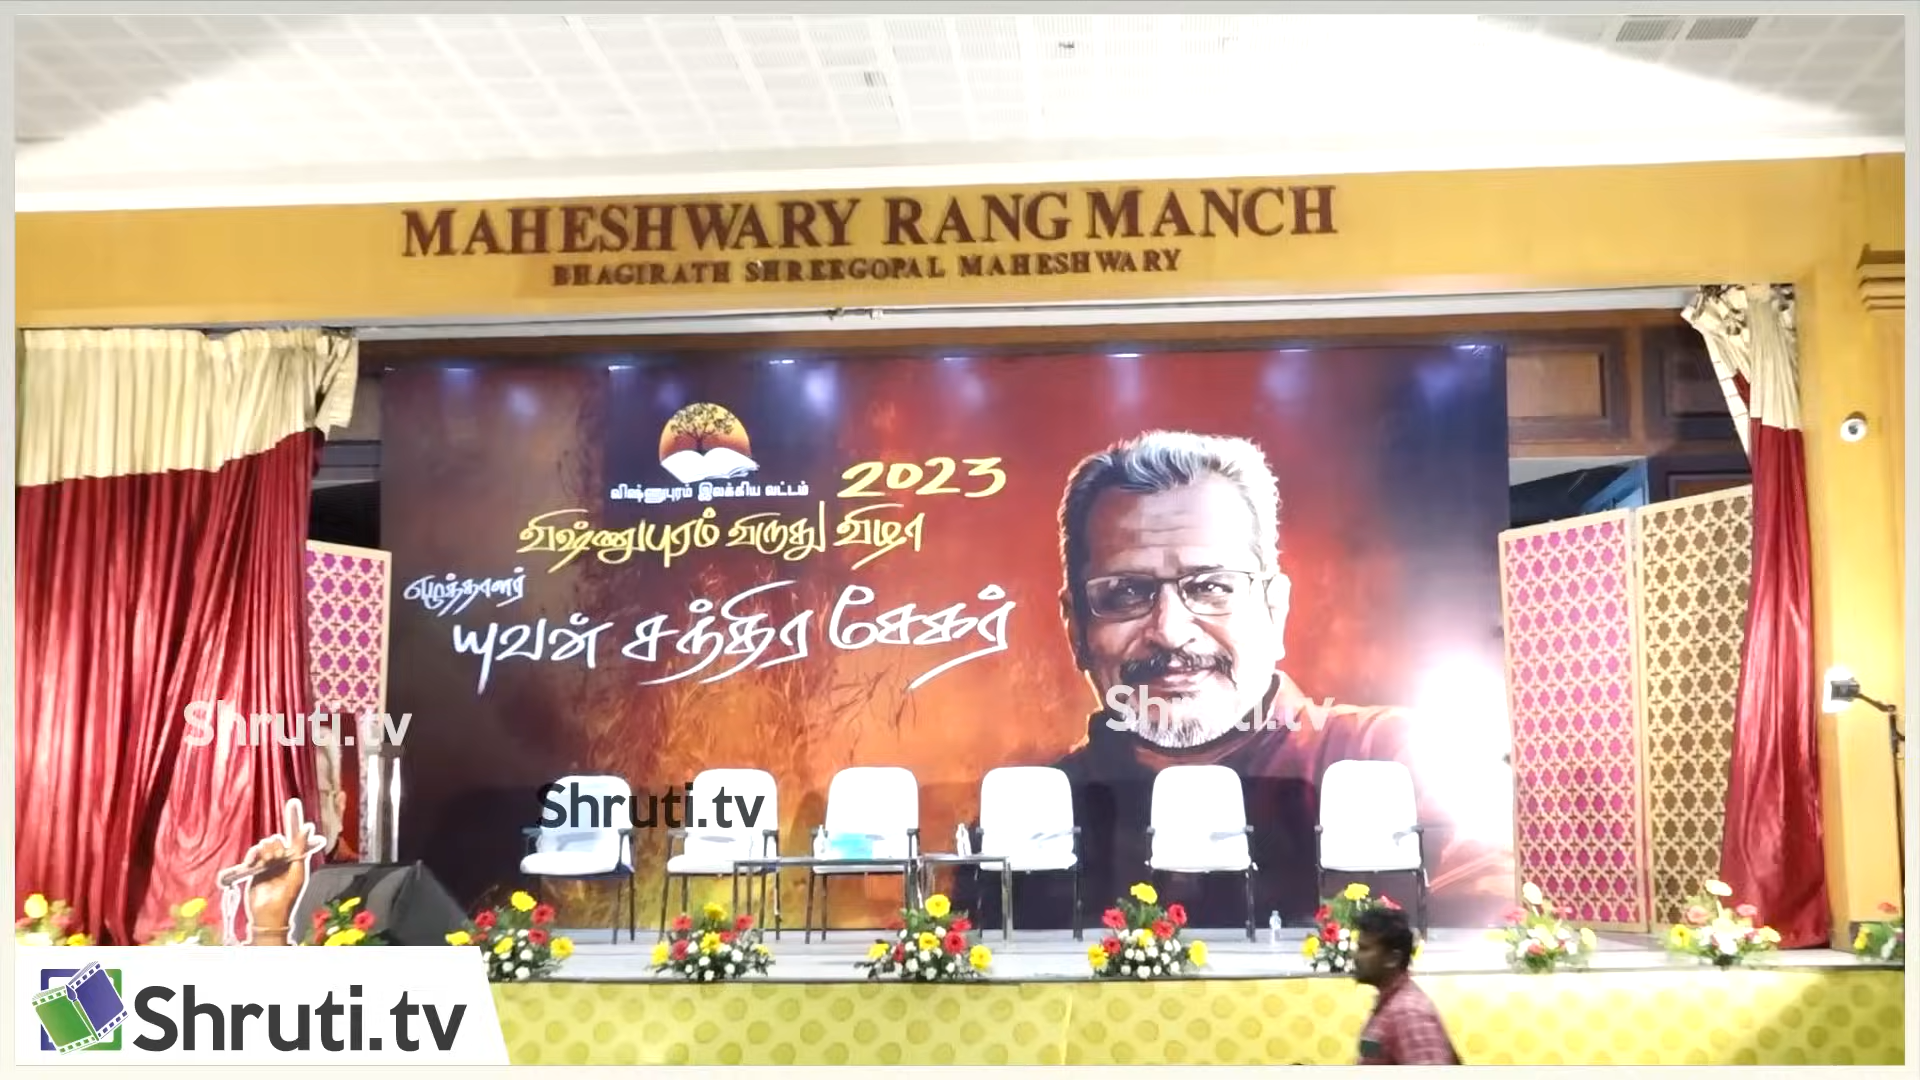 MAHESHWARY RANG MANCH
BHAGIRATH SHREEGOPAL MAHESHWARY
விஷ்ணுபுரம் இலக்கிய வட்டம்
2023
விஷ்ணுபுரம் விருது விழா
எழுத்தாளர்
யுவன் சந்திர சேகர்
Shruti.tv
Shruti.tv
Shruti.tv
Shruti.tv